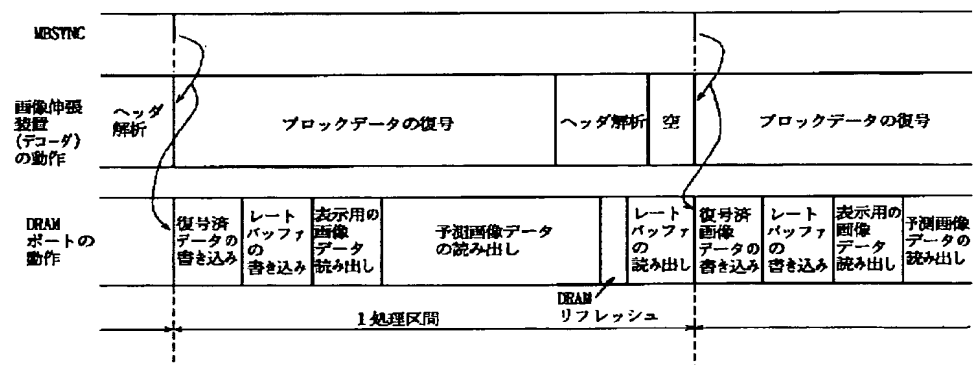 MBSYNC
画像伸張
装置
(デコーダ)
の動作
ヘッダ
解析
ブロックデータの復号
ヘッダ解析
空
ブロックデータの復号
DRAM
ポートの
動作
復号済
データの
書き込み
レート
バッファ
の
書き込み
表示用の
画像
データ
読み出し
予測画像データ
の読み出し
レート
バッファ
の
読み出し
復号済
画像
データの
書き込み
レート
バッファ
の
書き込み
表示用の
画像
データ
読み出し
予測画像
データの
読み出し
DRAM
リフレッシュ
1処理区間